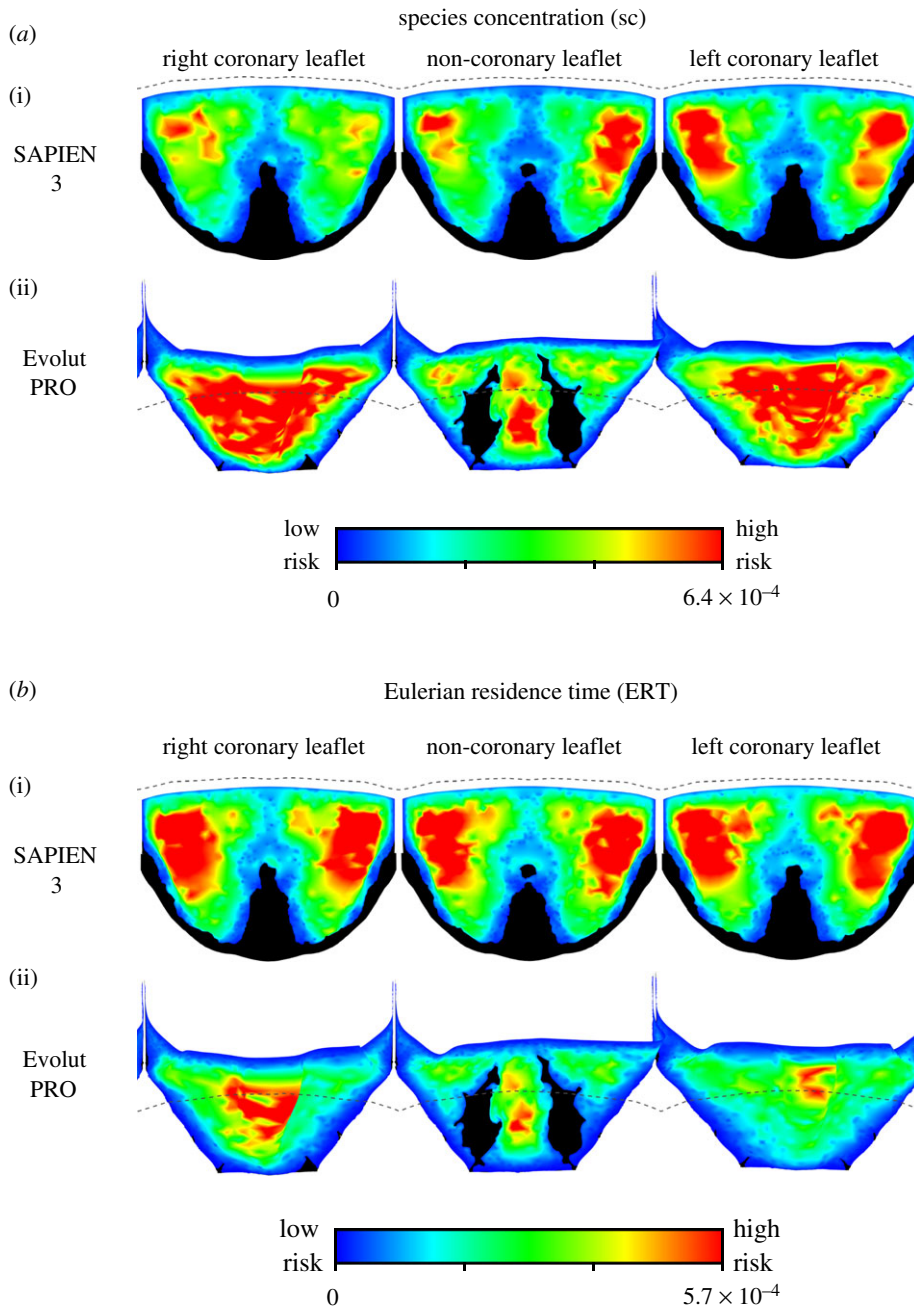 (a)
species concentration (sc)
right coronary leaflet non-coronary leaflet left coronary leaflet
(i)
SAPIEN
3
(ii)
Evolut
PRO
low high
risk risk
0 6.4 × 10⁻⁴
(b)
Eulerian residence time (ERT)
right coronary leaflet non-coronary leaflet left coronary leaflet
(i)
SAPIEN
3
(ii)
Evolut
PRO
low high
risk risk
0 5.7 × 10⁻⁴